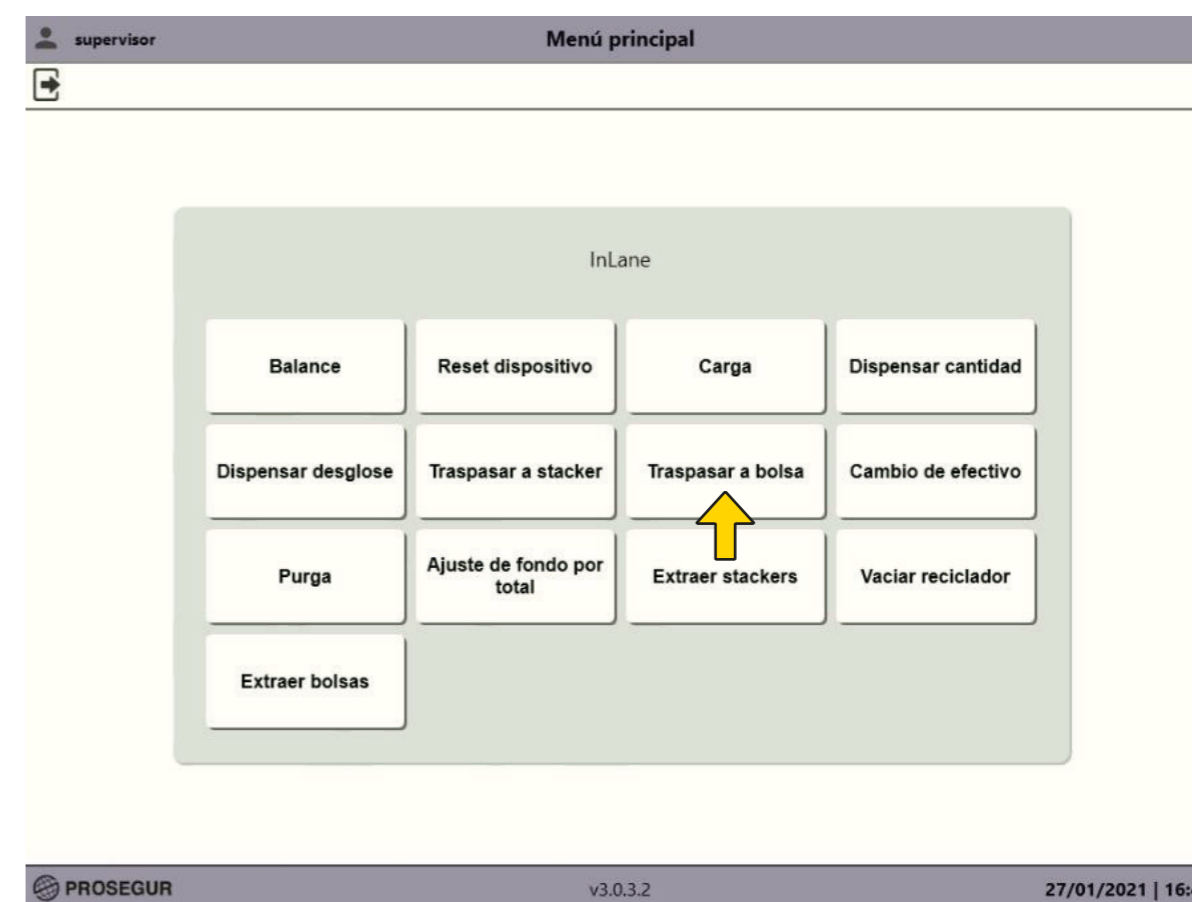 supervisor
Menú principal
InLane
Balance
Reset dispositivo
Carga
Dispensar cantidad
Dispensar desglose
Traspasar a stacker
Traspasar a bolsa
Cambio de efectivo
Purga
Ajuste de fondo por
total
Extraer stackers
Vaciar reciclador
Extraer bolsas
PROSEGUR
v3.0.3.2
27/01/2021 | 16: